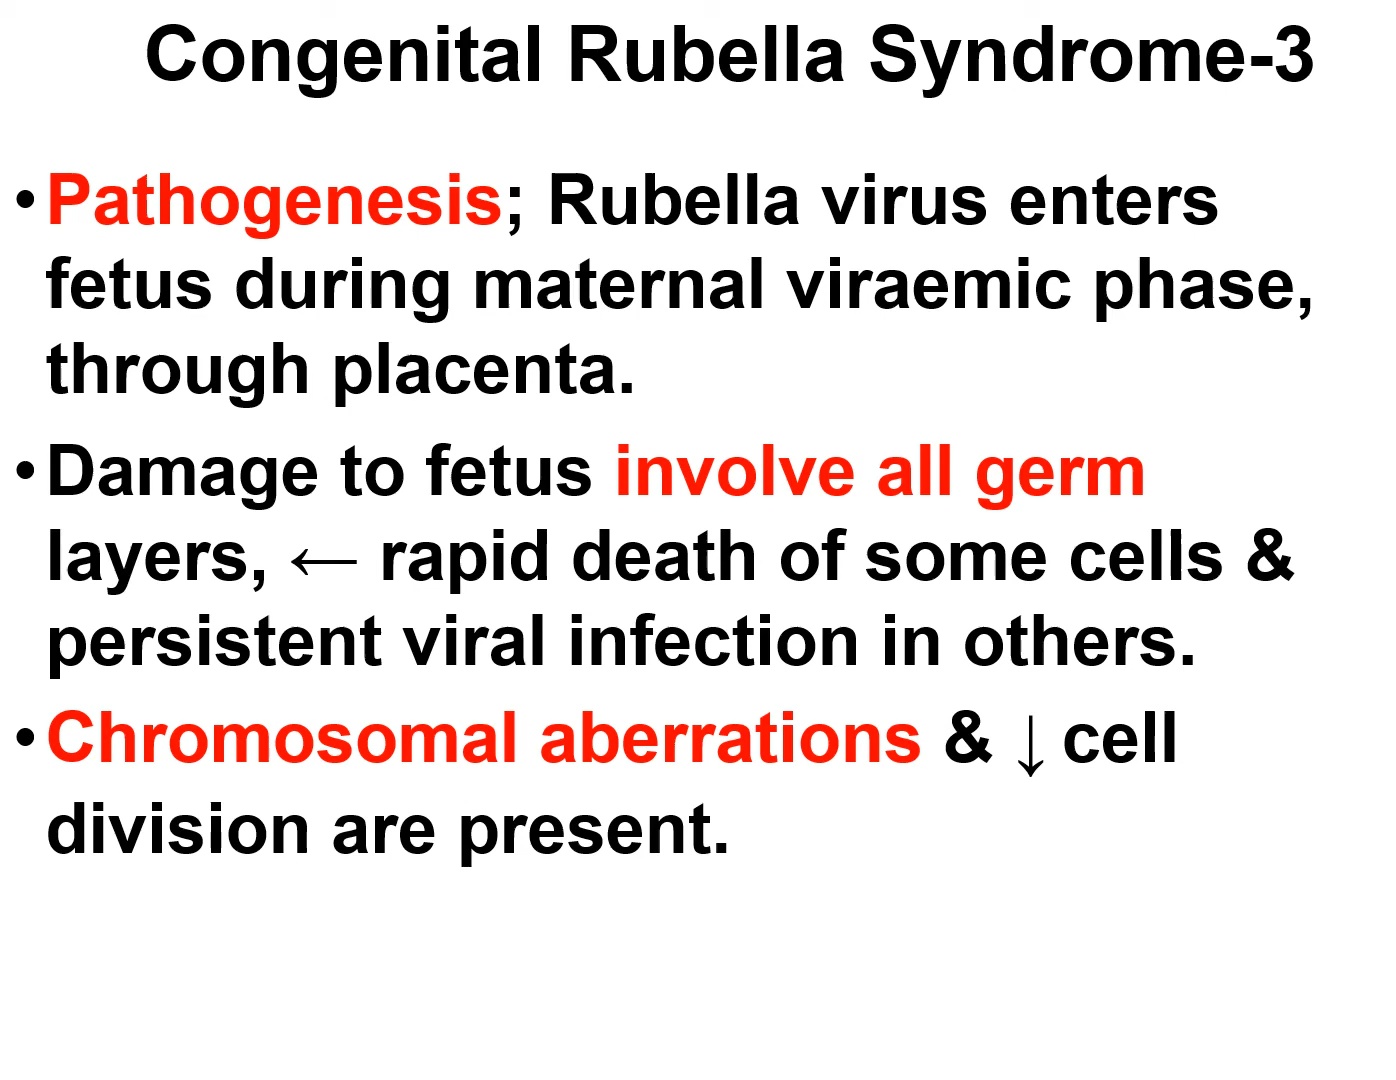 Congenital Rubella Syndrome-3
•Pathogenesis; Rubella virus enters
fetus during maternal viraemic phase,
through placenta.
•Damage to fetus involve all germ
layers, ← rapid death of some cells &
persistent viral infection in others.
•Chromosomal aberrations & ↓ cell
division are present.